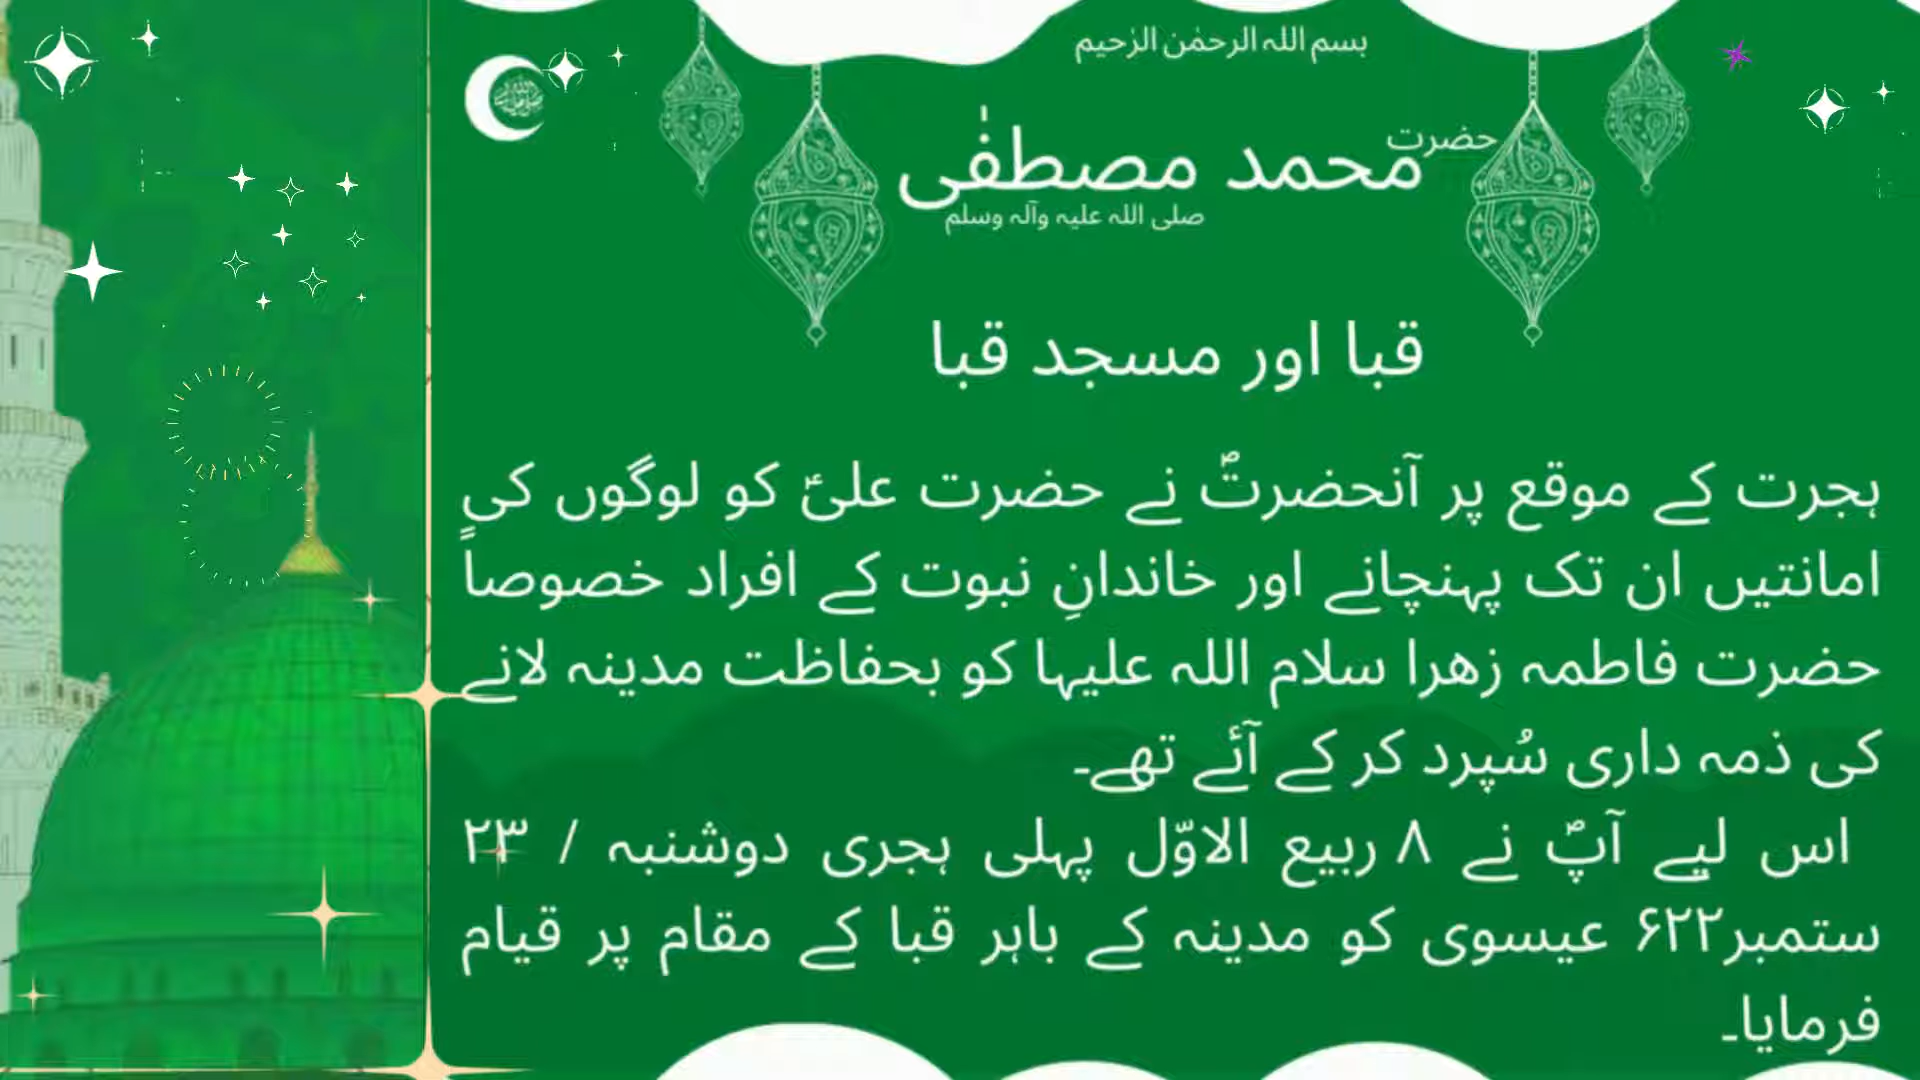 بسم اللہ الرحمٰن الرٰحیم
حضرت
محمد مصطفٰی
صلی اللہ علیہ وآلہ وسلم
قبا اور مسجد قبا
ہجرت کے موقع پر آنحضرتؐ نے حضرت علیؑ کو لوگوں کی
امانتیں ان تک پہنچانے اور خاندانِ نبوت کے افراد خصوصاً
حضرت فاطمہ زھرا سلام اللہ علیہا کو بحفاظت مدینہ لانے
کی ذمہ داری سُپرد کر کے آئے تھے۔
اس لیے آپؐ نے ۸ ربیع الاوّل پہلی ہجری دوشنبہ / ۲۳
ستمبر۶۲۲ عیسوی کو مدینہ کے باہر قبا کے مقام پر قیام
فرمایا۔